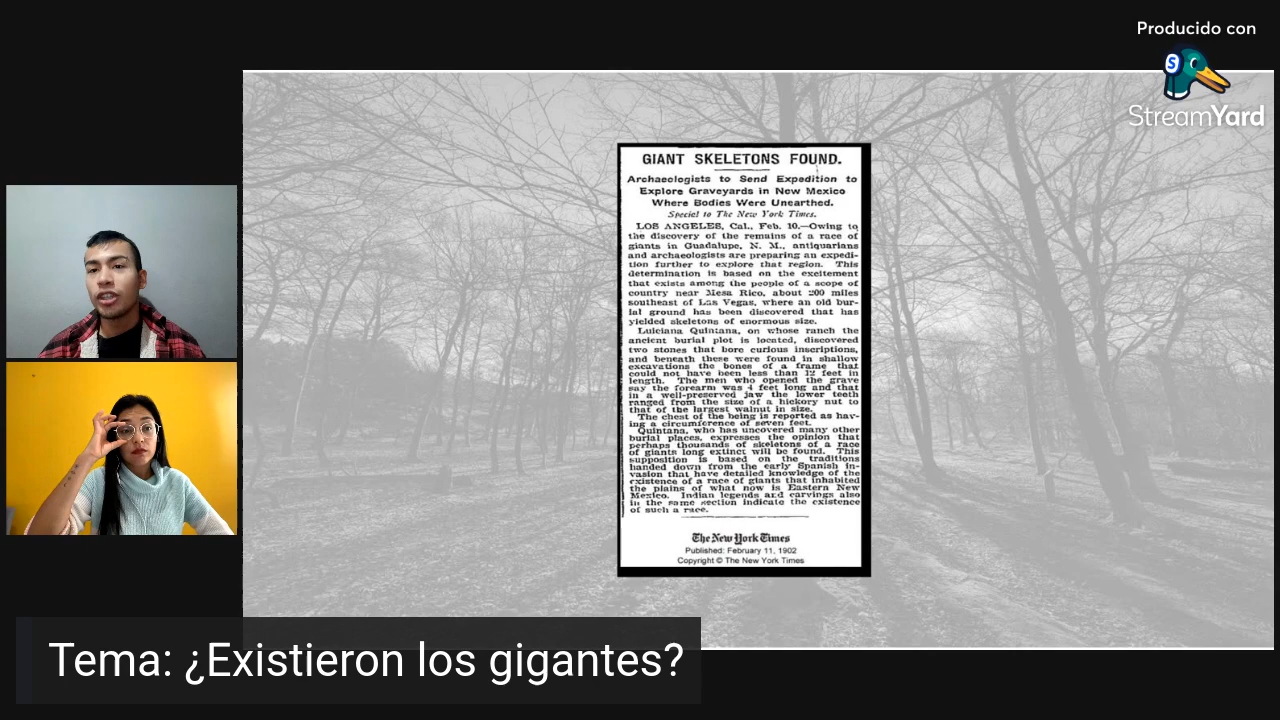 Producido con
S
StreamYard
GIANT SKELETONS FOUND.
Archaeologists to Send Expedition to
Explore Graveyards in New Mexico
Where Bodies Were Unearthed.
Special to The New York Times.
LOS ANGELES, Cal., Feb. 10.—Owing to
the discovery of the remains of a race of
giants in Guadalupe, N. M., antiquarians
and archaeologists are preparing an expedi-
tion further to explore that region. This
determination is based on the excitement
that exists among the people of a scope of
country near Mesa Rico, about 200 miles
southeast of Las Vegas, where an old bur-
ial ground has been discovered that has
yielded skeletons of enormous size.
Luiciana Quintana, on whose ranch the
ancient burial plot is located, discovered
two stones that bore curious inscriptions,
and beneath these were found in shallow
excavations the bones of a frame that
could not have been less than 12 feet in
length. The men who opened the grave
say the forearm was 4 feet long and that
in a well-preserved jaw the lower teeth
ranged from the size of a hickory nut to
that of the largest walnut in size.
The chest of the being is reported as hav-
ing a circumference of seven feet.
Quintana, who has uncovered many other
burial places, expresses the opinion that
perhaps thousands of skeletons of a race
of giants long extinct will be found. This
supposition is based on the traditions
handed down from the early Spanish in-
vasion that have detailed knowledge of the
existence of a race of giants that inhabited
the plains of what now is Eastern New
Mexico. Indian legends and carvings also
in the same section indicate the existence
of such a race.
The New York Times
Published: February 11, 1902
Copyright © The New York Times
Tema: ¿Existieron los gigantes?